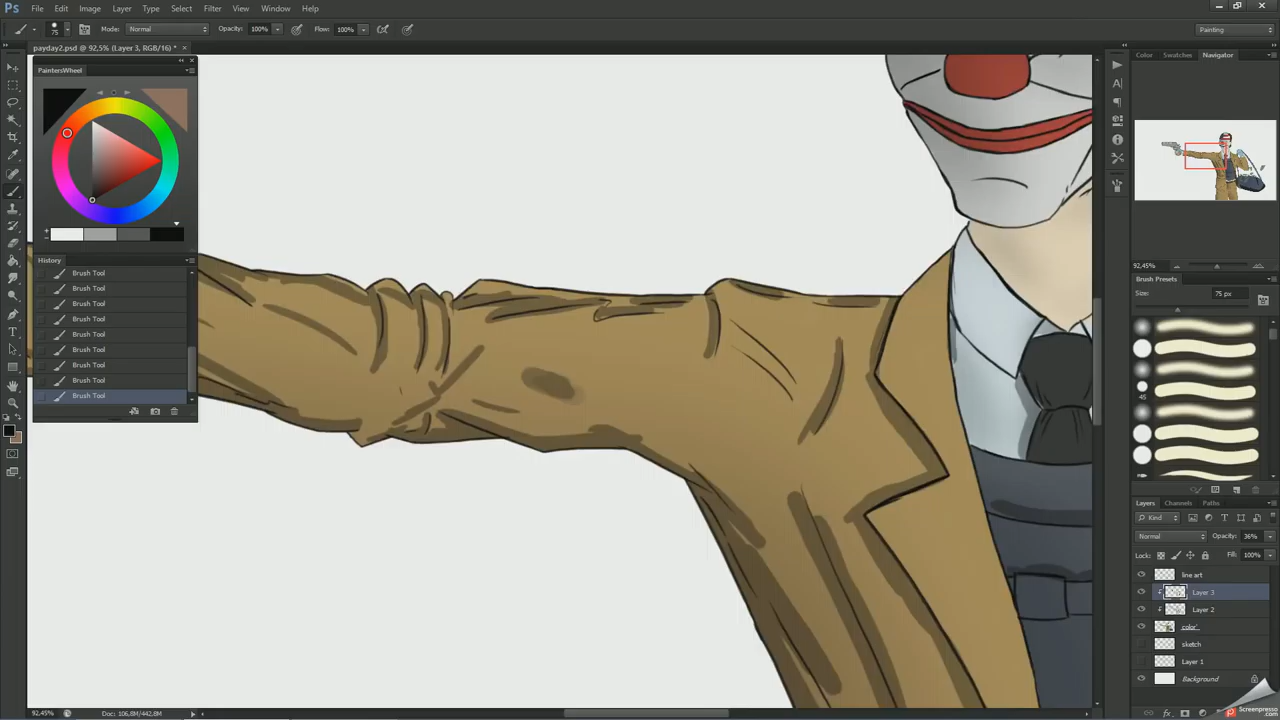 Ps File Edit Image Layer Type Select Filter View Window Help
75 Mode: Normal Opacity: 100% Flow: 100% Painting
payday2.psd @ 92,5% (Layer 3, RGB/16) * ×
PaintersWheel
History
Brush Tool
Brush Tool
Brush Tool
Brush Tool
Brush Tool
Brush Tool
Brush Tool
Brush Tool
Brush Tool
Color Swatches Navigator
92,45%
Brush Presets
Size: 75 px
45
Layers Channels Paths
Kind
Normal Opacity: 36%
Lock: Fill: 100%
line art
Layer 3
Layer 2
color'
sketch
Layer 1
Background
92,45% Doc: 106,8M/442,8M
Screenpresso
.com